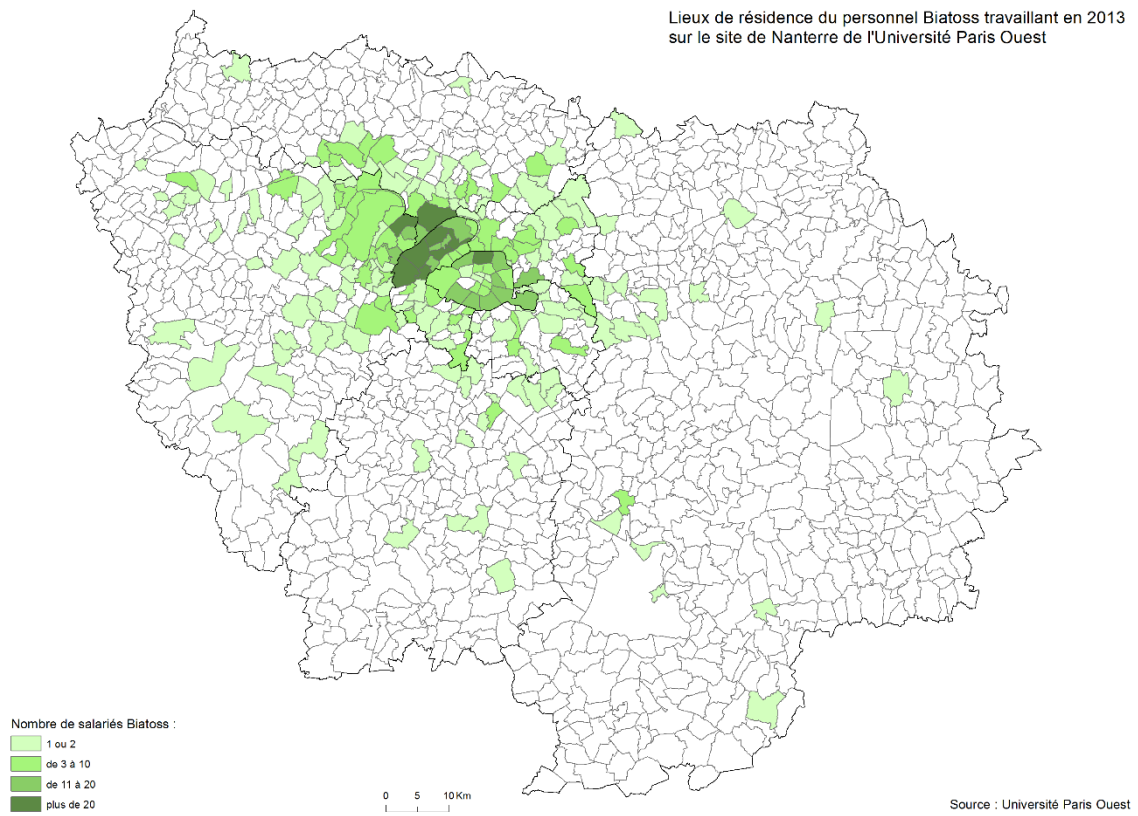 Lieux de résidence du personnel Biatoss travaillant en 2013
sur le site de Nanterre de l'Université Paris Ouest
Nombre de salariés Biatoss :
1 ou 2
de 3 à 10
de 11 à 20
plus de 20
0 5 10 Km
Source : Université Paris Ouest